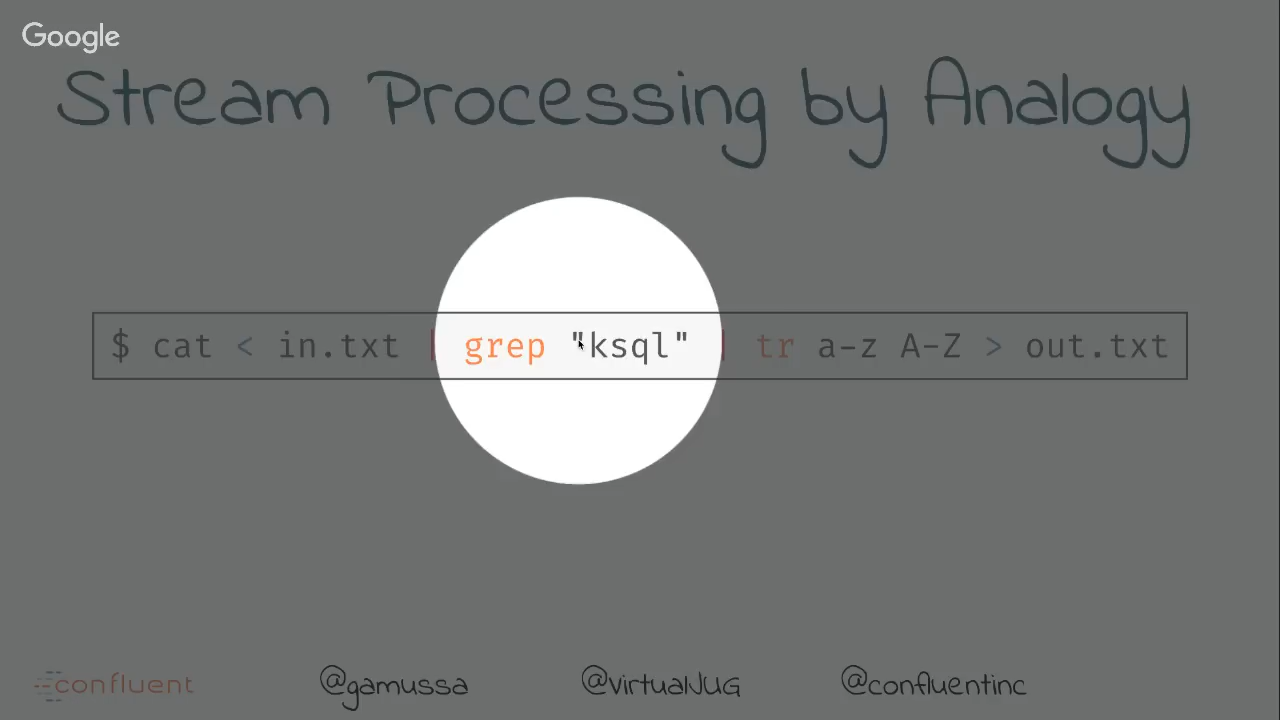 Google
Stream Processing by Analogy
$ cat < in.txt | grep "ksql" | tr a-z A-Z > out.txt
confluent @gamussa @virtualJUG @confluentinc